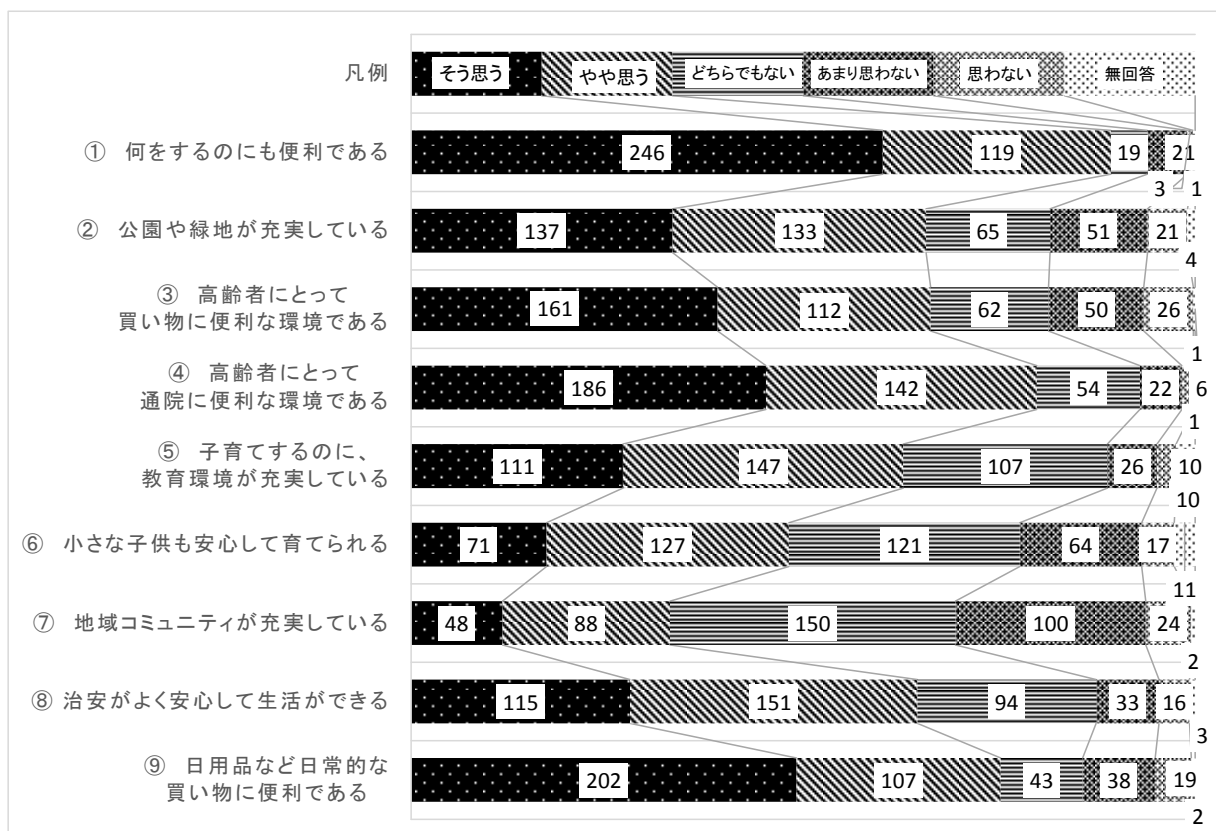 凡例
そう思う やや思う どちらでもない あまり思わない 思わない 無回答
① 何をするのにも便利である
246 119 19 21
3 1
② 公園や緑地が充実している
137 133 65 51 21
4
③ 高齢者にとって
買い物に便利な環境である
161 112 62 50 26
1
④ 高齢者にとって
通院に便利な環境である
186 142 54 22 6
1
⑤ 子育てするのに、
教育環境が充実している
111 147 107 26 10
10
⑥ 小さな子供も安心して育てられる
71 127 121 64 17
11
⑦ 地域コミュニティが充実している
48 88 150 100 24
2
⑧ 治安がよく安心して生活ができる
115 151 94 33 16
3
⑨ 日用品など日常的な
買い物に便利である
202 107 43 38 19
2